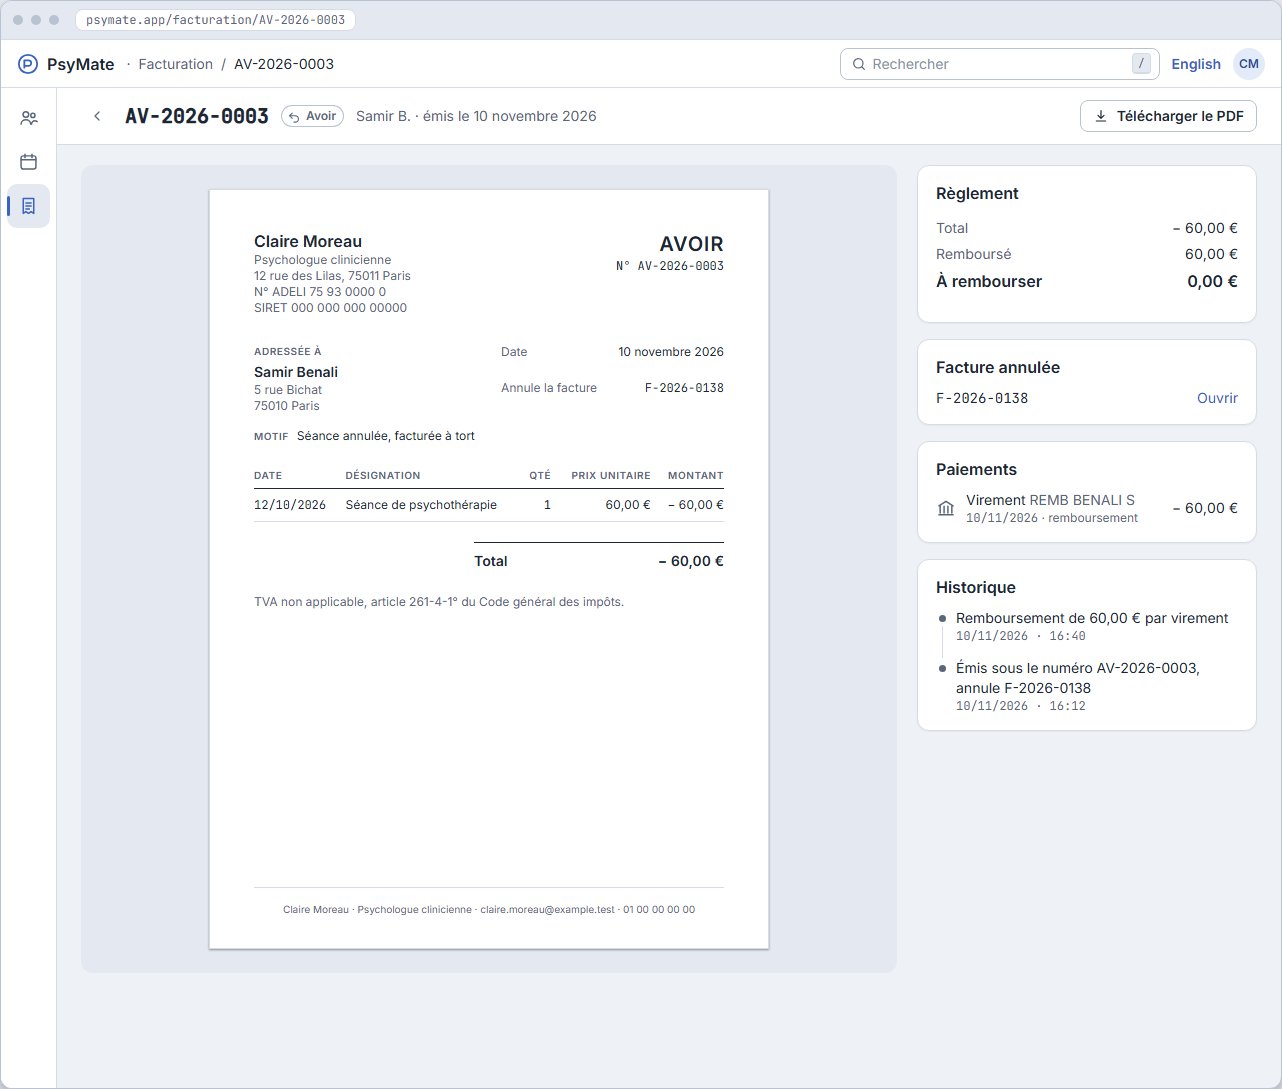 psymate.app/facturation/AV-2026-0003
PsyMate · Facturation / AV-2026-0003
Rechercher /
English
CM
AV-2026-0003
Avoir
Samir B. · émis le 10 novembre 2026
Télécharger le PDF
Claire Moreau
Psychologue clinicienne
12 rue des Lilas, 75011 Paris
N° ADELI 75 93 0000 0
SIRET 000 000 000 00000
AVOIR
N° AV-2026-0003
ADRESSÉE À
Samir Benali
5 rue Bichat
75010 Paris
Date 10 novembre 2026
Annule la facture F-2026-0138
MOTIF Séance annulée, facturée à tort
DATE DÉSIGNATION QTÉ PRIX UNITAIRE MONTANT
12/10/2026 Séance de psychothérapie 1 60,00 € − 60,00 €
Total − 60,00 €
TVA non applicable, article 261-4-1° du Code général des impôts.
Claire Moreau · Psychologue clinicienne · claire.moreau@example.test · 01 00 00 00 00
Règlement
Total − 60,00 €
Remboursé 60,00 €
À rembourser 0,00 €
Facture annulée
F-2026-0138 Ouvrir
Paiements
Virement REMB BENALI S
10/11/2026 · remboursement
− 60,00 €
Historique
Remboursement de 60,00 € par virement
10/11/2026 · 16:40
Émis sous le numéro AV-2026-0003,
annule F-2026-0138
10/11/2026 · 16:12